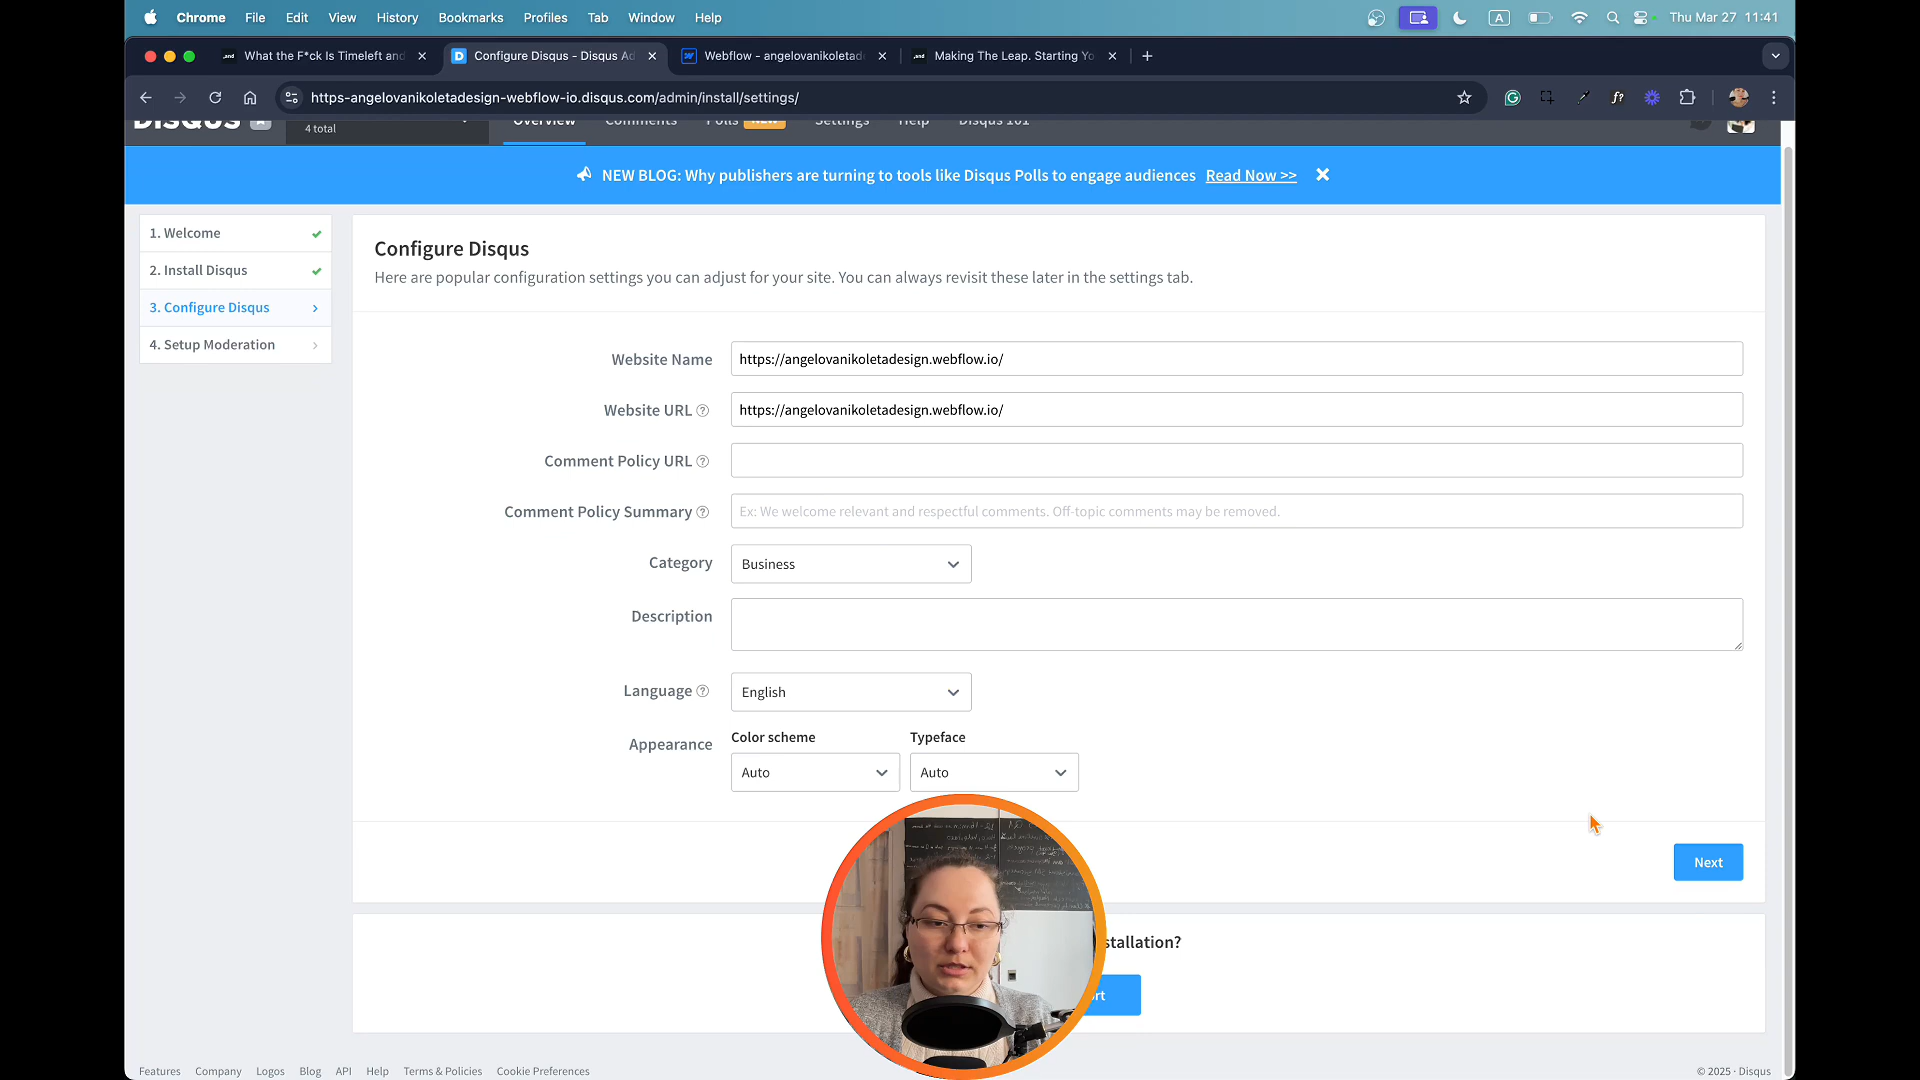 Chrome File Edit View History Bookmarks Profiles Tab Window Help
A Thu Mar 27 11:41
.and What the F*ck Is Timeleft and
D Configure Disqus - Disqus Ad
Webflow - angelovanikoletade
.and Making The Leap. Starting Yo
https-angelovanikoletadesign-webflow-io.disqus.com/admin/install/settings/
f?
DISQUS
4 total
Overview Comments Polls NEW Settings Help Disqus 101
NEW BLOG: Why publishers are turning to tools like Disqus Polls to engage audiences Read Now >>
1. Welcome
2. Install Disqus
3. Configure Disqus
4. Setup Moderation
Configure Disqus
Here are popular configuration settings you can adjust for your site. You can always revisit these later in the settings tab.
Website Name https://angelovanikoletadesign.webflow.io/
Website URL https://angelovanikoletadesign.webflow.io/
Comment Policy URL
Comment Policy Summary Ex: We welcome relevant and respectful comments. Off-topic comments may be removed.
Category Business
Description
Language English
Appearance
Color scheme Typeface
Auto Auto
Next
stallation?
rt
Features Company Logos Blog API Help Terms & Policies Cookie Preferences
© 2025 · Disqus